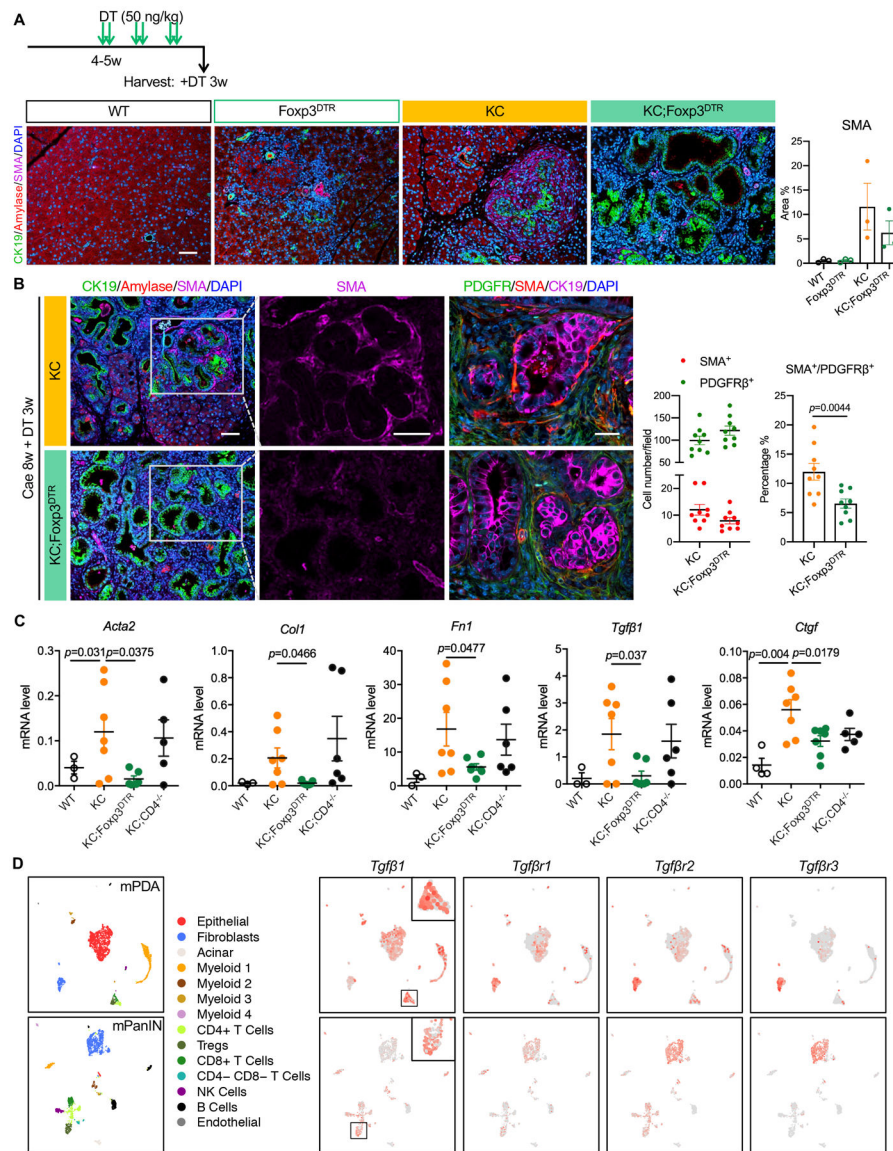 A
DT (50 ng/kg)
4-5w
Harvest: +DT 3w
WT
Foxp3DTR
KC
KC;Foxp3DTR
CK19/Amylase/SMA/DAPI
SMA
Area %
25
20
15
10
5
0
WT
Foxp3DTR
KC
KC;Foxp3DTR
B
CK19/Amylase/SMA/DAPI
SMA
PDGFR/SMA/CK19/DAPI
Cae 8w + DT 3w
KC
KC;Foxp3DTR
SMA+
PDGFRβ+
Cell number/field
200
150
100
50
30
20
10
0
KC
KC;Foxp3DTR
SMA+/PDGFRβ+
p=0.0044
Percentage %
25
20
15
10
5
0
KC
KC;Foxp3DTR
C
Acta2
p=0.031 p=0.0375
mRNA level
0.3
0.2
0.1
0.0
WT
KC
KC;Foxp3DTR
KC;CD4-/-
Col1
p=0.0466
mRNA level
1.0
0.8
0.6
0.4
0.2
0.0
WT
KC
KC;Foxp3DTR
KC;CD4-/-
Fn1
p=0.0477
mRNA level
40
30
20
10
0
WT
KC
KC;Foxp3DTR
KC;CD4-/-
Tgfβ1
p=0.037
mRNA level
5
4
3
2
1
0
WT
KC
KC;Foxp3DTR
KC;CD4-/-
Ctgf
p=0.004 p=0.0179
mRNA level
0.10
0.08
0.06
0.04
0.02
0.00
WT
KC
KC;Foxp3DTR
KC;CD4-/-
D
mPDA
mPanIN
Epithelial
Fibroblasts
Acinar
Myeloid 1
Myeloid 2
Myeloid 3
Myeloid 4
CD4+ T Cells
Tregs
CD8+ T Cells
CD4− CD8− T Cells
NK Cells
B Cells
Endothelial
Tgfβ1
Tgfβr1
Tgfβr2
Tgfβr3